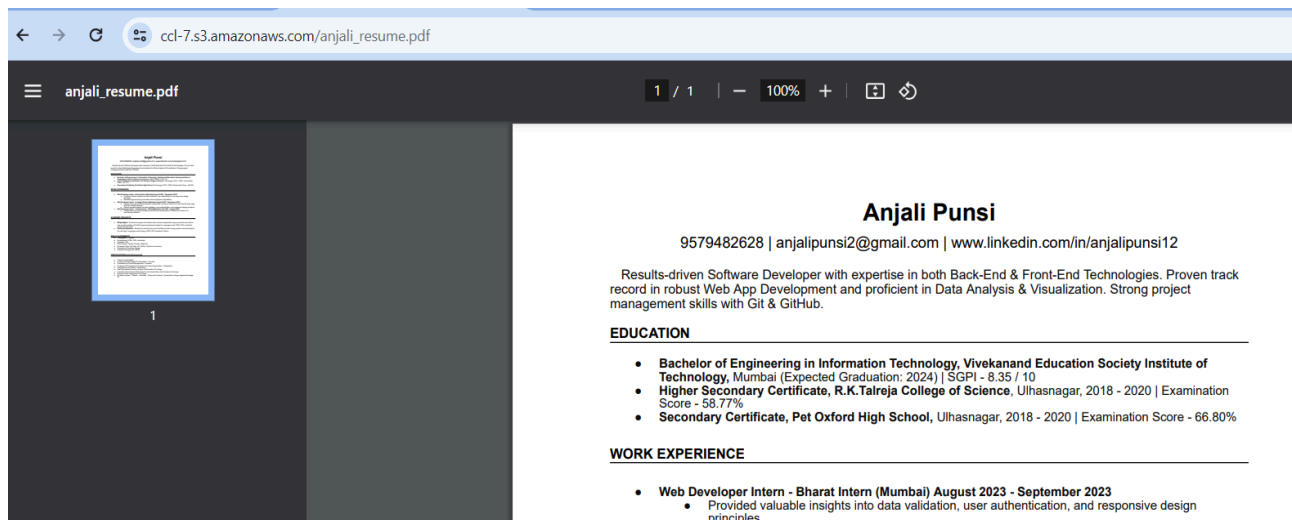 ccl-7.s3.amazonaws.com/anjali_resume.pdf
anjali_resume.pdf
1 / 1
100%
1
Anjali Punsi
9579482628 | anjalipunsi2@gmail.com | www.linkedin.com/in/anjalipunsi12
Results-driven Software Developer with expertise in both Back-End & Front-End Technologies. Proven track
record in robust Web App Development and proficient in Data Analysis & Visualization. Strong project
management skills with Git & GitHub.
EDUCATION
● Bachelor of Engineering in Information Technology, Vivekanand Education Society Institute of
Technology, Mumbai (Expected Graduation: 2024) | SGPI - 8.35 / 10
● Higher Secondary Certificate, R.K.Talreja College of Science, Ulhasnagar, 2018 - 2020 | Examination
Score - 58.77%
● Secondary Certificate, Pet Oxford High School, Ulhasnagar, 2018 - 2020 | Examination Score - 66.80%
WORK EXPERIENCE
● Web Developer Intern - Bharat Intern (Mumbai) August 2023 - September 2023
● Provided valuable insights into data validation, user authentication, and responsive design
principles